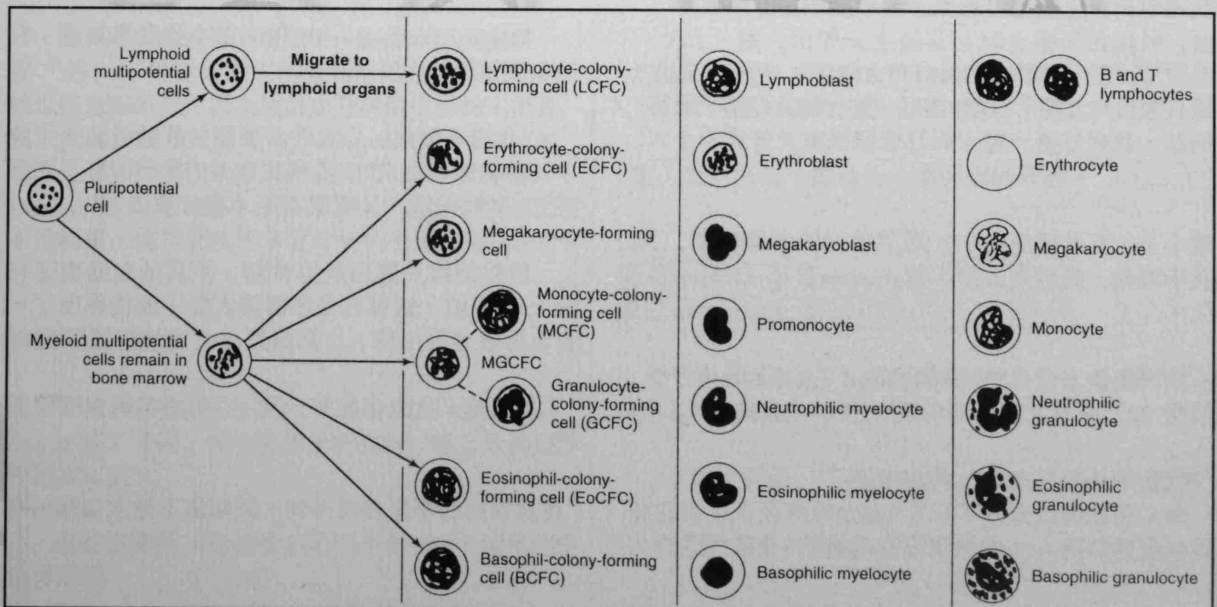 Lymphoid
multipotential
cells
Migrate to
lymphoid organs
Pluripotential
cell
Myeloid multipotential
cells remain in
bone marrow
Lymphocyte-colony-
forming cell (LCFC)
Erythrocyte-colony-
forming cell (ECFC)
Megakaryocyte-forming
cell
Monocyte-colony-
forming cell
(MCFC)
MGCFC
Granulocyte-
colony-forming
cell (GCFC)
Eosinophil-colony-
forming cell (EoCFC)
Basophil-colony-forming
cell (BCFC)
Lymphoblast
Erythroblast
Megakaryoblast
Promonocyte
Neutrophilic myelocyte
Eosinophilic myelocyte
Basophilic myelocyte
B and T
lymphocytes
Erythrocyte
Megakaryocyte
Monocyte
Neutrophilic
granulocyte
Eosinophilic
granulocyte
Basophilic granulocyte